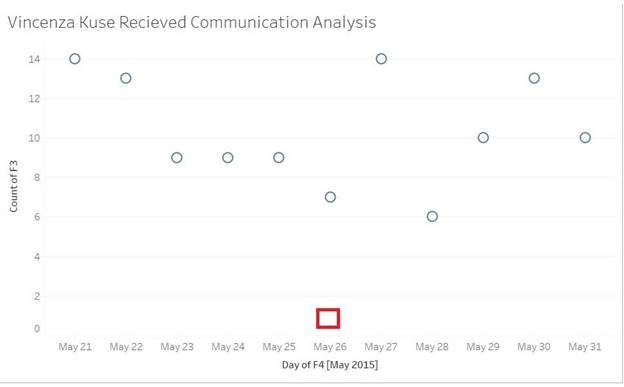 Vincenza Kuse Recieved Communication Analysis
14
12
10
8
6
4
2
0
Count of F3
May 21 May 22 May 23 May 24 May 25 May 26 May 27 May 28 May 29 May 30 May 31
Day of F4 [May 2015]